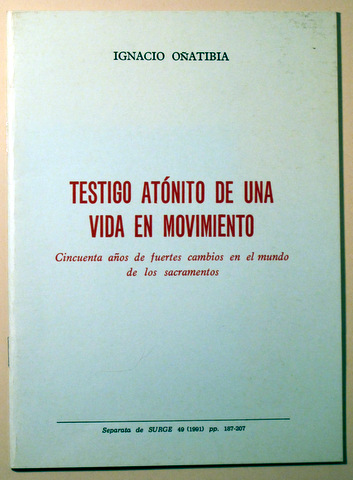 IGNACIO OÑATIBIA
TESTIGO ATÓNITO DE UNA
VIDA EN MOVIMIENTO
Cincuenta años de fuertes cambios en el mundo
de los sacramentos
Separata de SURGE 49 (1991) pp. 187-207